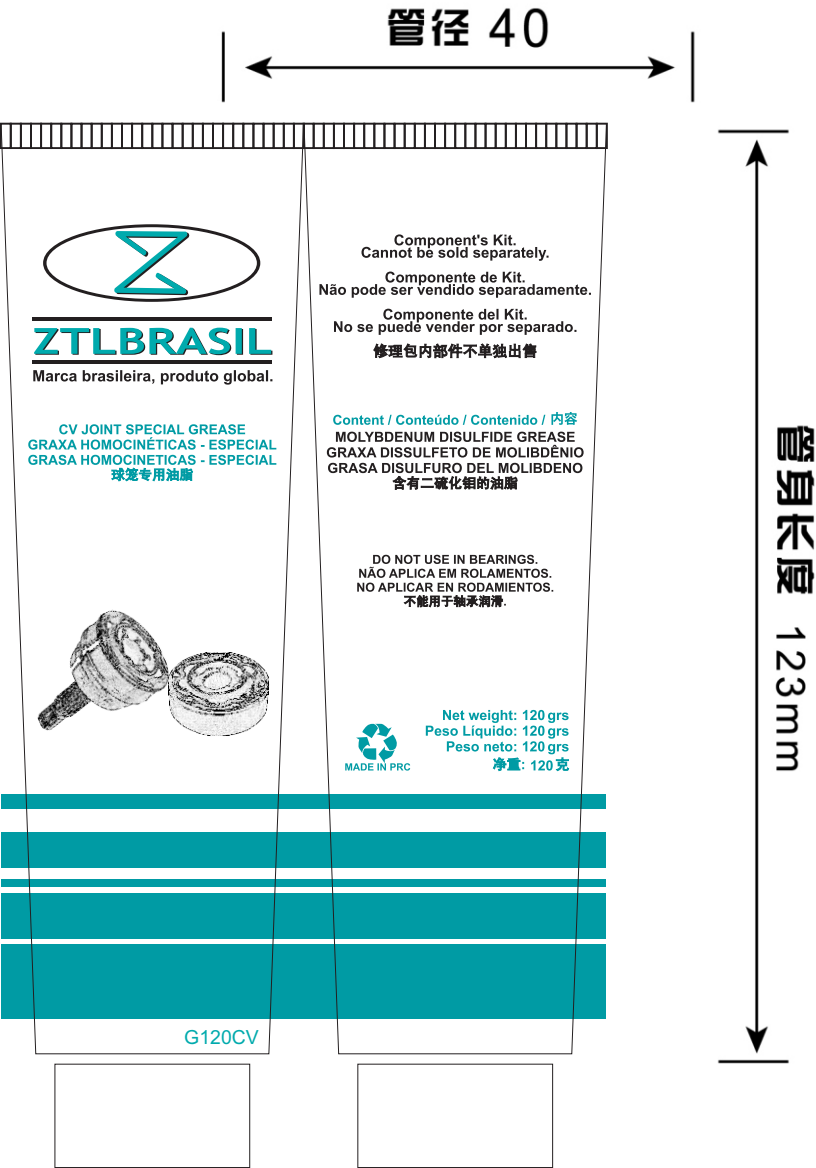 管径 40
ZTLBRASIL
Marca brasileira, produto global.
CV JOINT SPECIAL GREASE
GRAXA HOMOCINÉTICAS - ESPECIAL
GRASA HOMOCINETICAS - ESPECIAL
球笼专用油脂
G120CV
Component's Kit.
Cannot be sold separately.
Componente de Kit.
Não pode ser vendido separadamente.
Componente del Kit.
No se puede vender por separado.
修理包内部件不单独出售
Content / Conteúdo / Contenido / 内容
MOLYBDENUM DISULFIDE GREASE
GRAXA DISSULFETO DE MOLIBDÊNIO
GRASA DISULFURO DEL MOLIBDENO
含有二硫化钼的油脂
DO NOT USE IN BEARINGS.
NÃO APLICA EM ROLAMENTOS.
NO APLICAR EN RODAMIENTOS.
不能用于轴承润滑.
Net weight: 120 grs
Peso Líquido: 120 grs
Peso neto: 120 grs
净重: 120 克
MADE IN PRC
管身长度 123mm